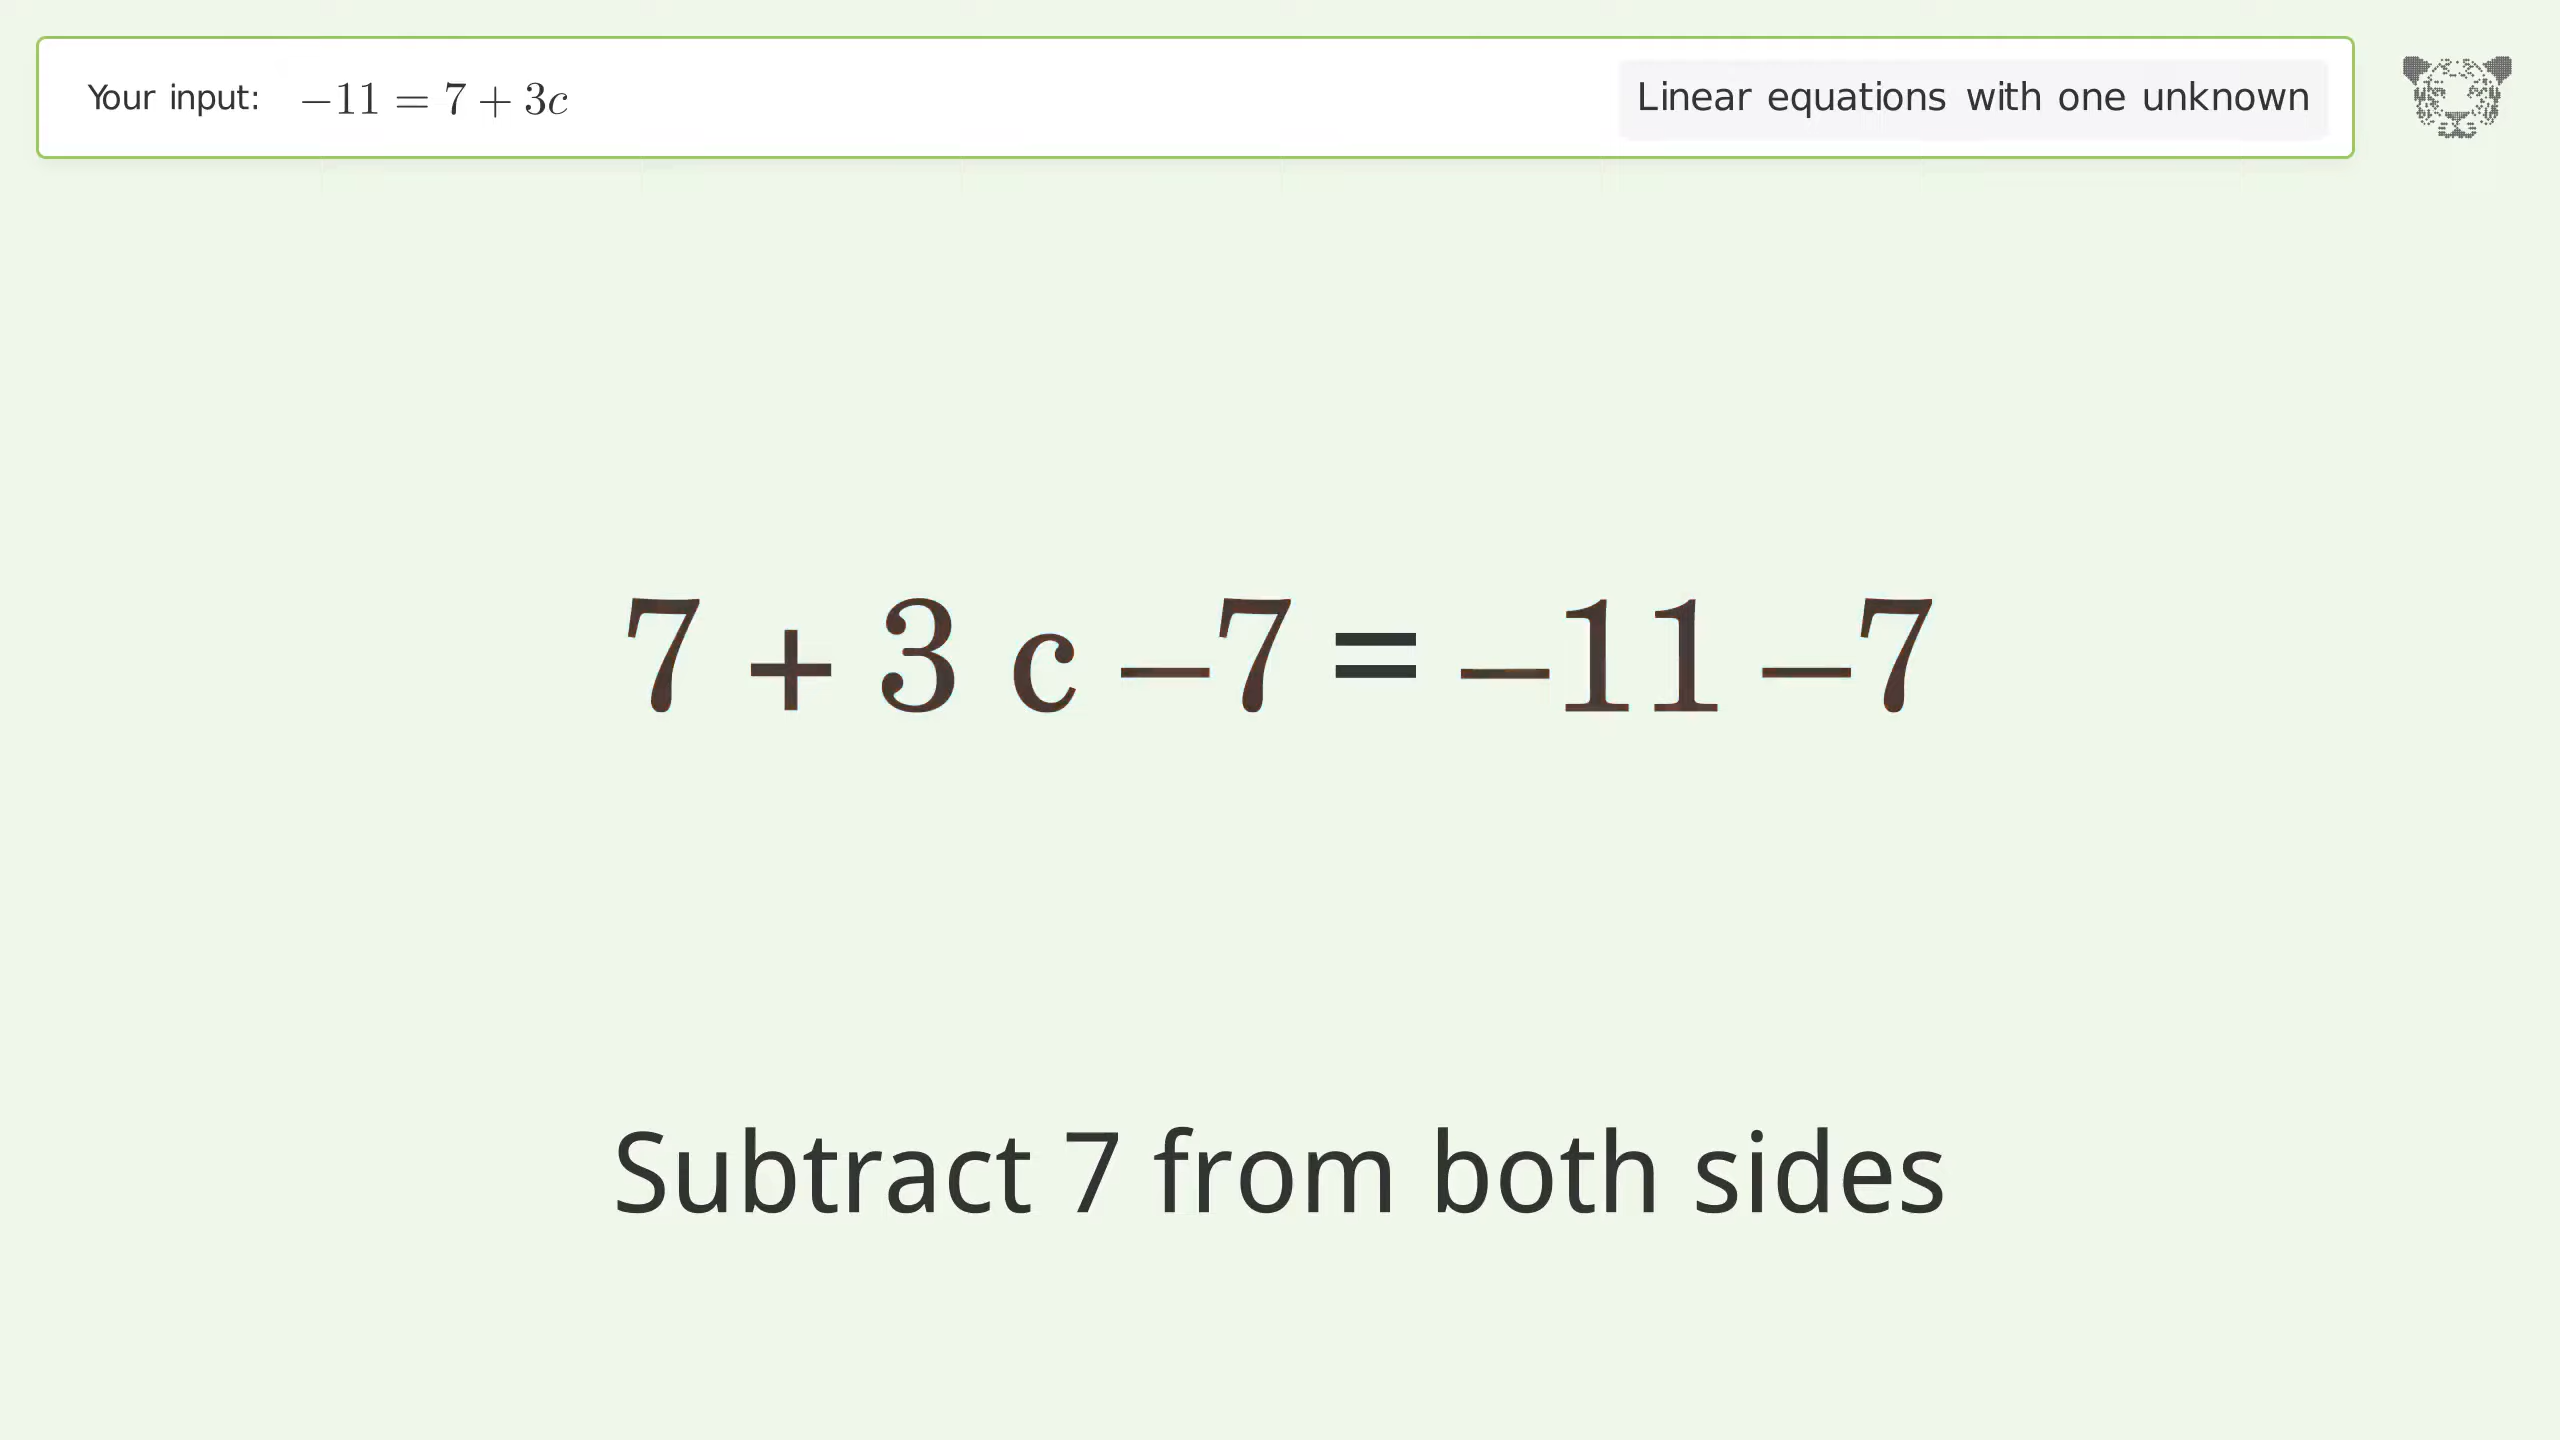 Your input: −11 = 7 + 3c
Linear equations with one unknown
7 + 3 c −7 = −11 −7
Subtract 7 from both sides